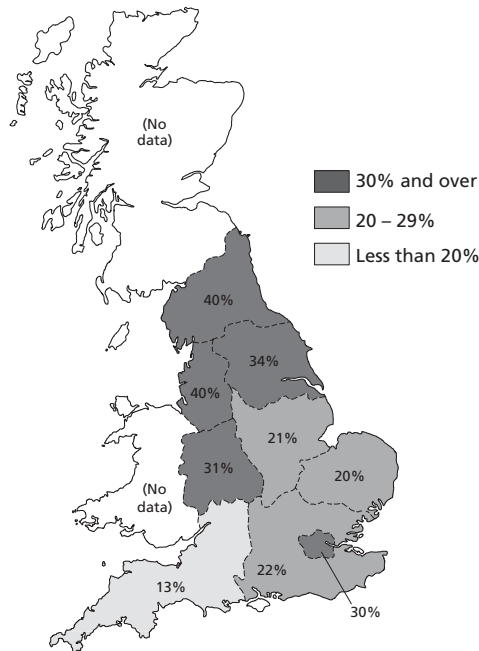 (No
data)
30% and over
20 – 29%
Less than 20%
40%
34%
40%
21%
31%
20%
(No
data)
22%
13%
30%